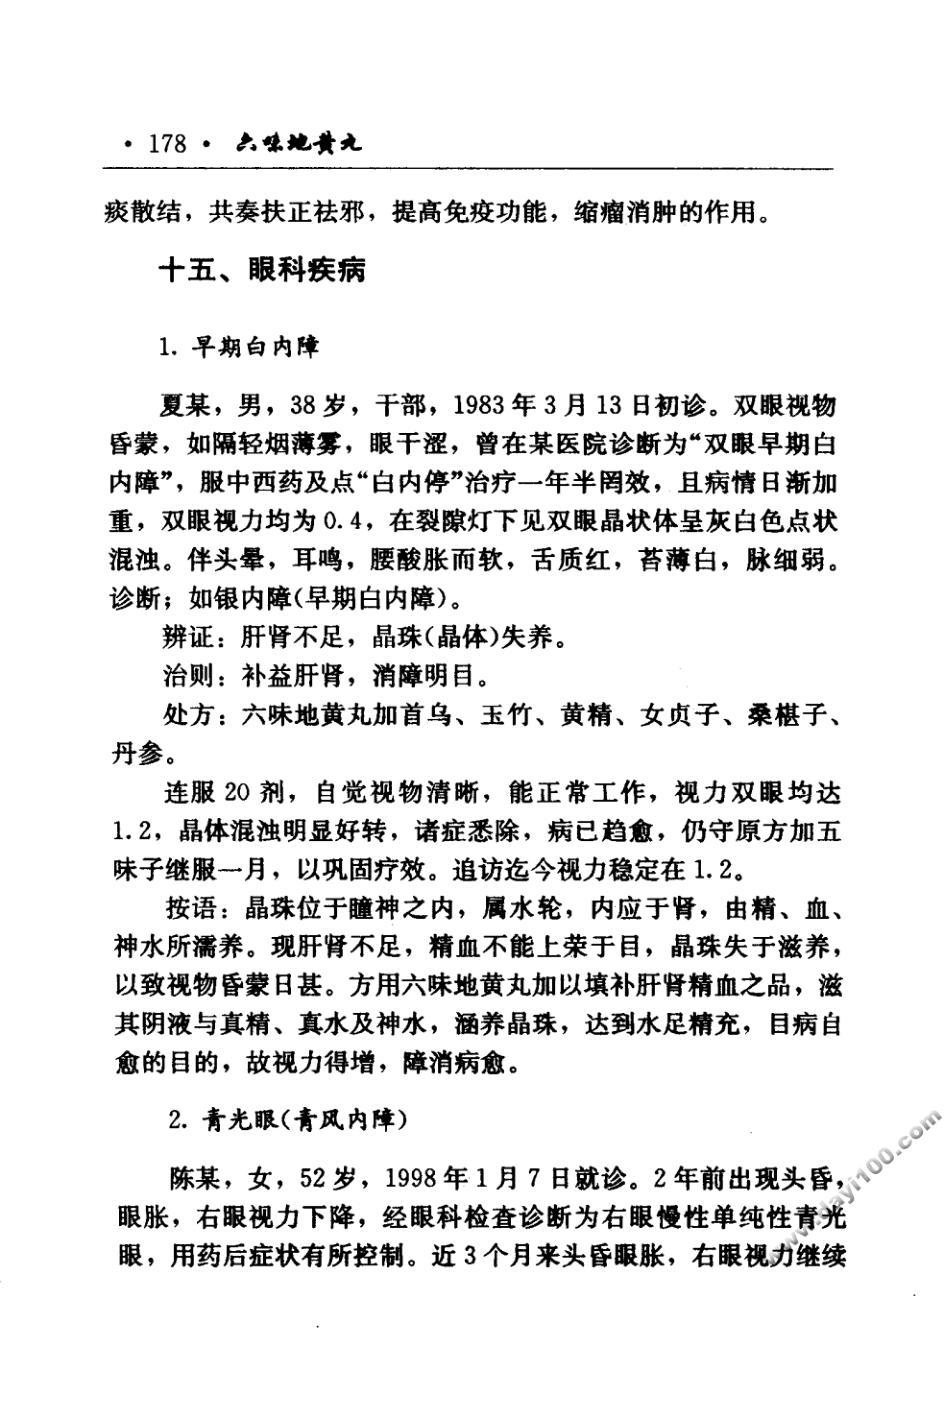 · 178 · 六味地黄丸
痰散结，共奏扶正祛邪，提高免疫功能，缩瘤消肿的作用。
十五、眼科疾病
1. 早期白内障
夏某，男，38 岁，干部，1983 年 3 月 13 日初诊。双眼视物
昏蒙，如隔轻烟薄雾，眼干涩，曾在某医院诊断为“双眼早期白
内障”，服中西药及点“白内停”治疗一年半罔效，且病情日渐加
重，双眼视力均为 0.4，在裂隙灯下见双眼晶状体呈灰白色点状
混浊。伴头晕，耳鸣，腰酸胀而软，舌质红，苔薄白，脉细弱。
诊断；如银内障(早期白内障)。
辨证：肝肾不足，晶珠(晶体)失养。
治则：补益肝肾，消障明目。
处方：六味地黄丸加首乌、玉竹、黄精、女贞子、桑椹子、
丹参。
连服 20 剂，自觉视物清晰，能正常工作，视力双眼均达
1.2，晶体混浊明显好转，诸症悉除，病已趋愈，仍守原方加五
味子继服一月，以巩固疗效。追访迄今视力稳定在 1.2。
按语：晶珠位于瞳神之内，属水轮，内应于肾，由精、血、
神水所濡养。现肝肾不足，精血不能上荣于目，晶珠失于滋养，
以致视物昏蒙日甚。方用六味地黄丸加以填补肝肾精血之品，滋
其阴液与真精、真水及神水，涵养晶珠，达到水足精充，目病自
愈的目的，故视力得增，障消病愈。
2. 青光眼(青风内障)
陈某，女，52 岁，1998 年 1 月 7 日就诊。2 年前出现头昏，
眼胀，右眼视力下降，经眼科检查诊断为右眼慢性单纯性青光
眼，用药后症状有所控制。近 3 个月来头昏眼胀，右眼视力继续
www.dayi100.com